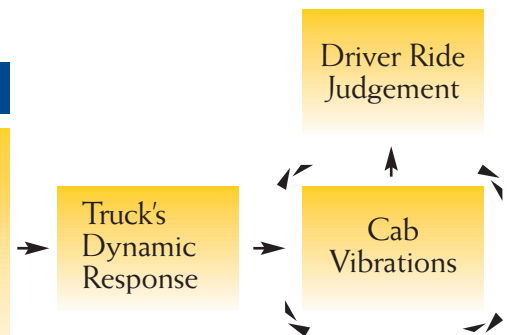 Driver Ride
Judgement
Truck's
Dynamic
Response
Cab
Vibrations